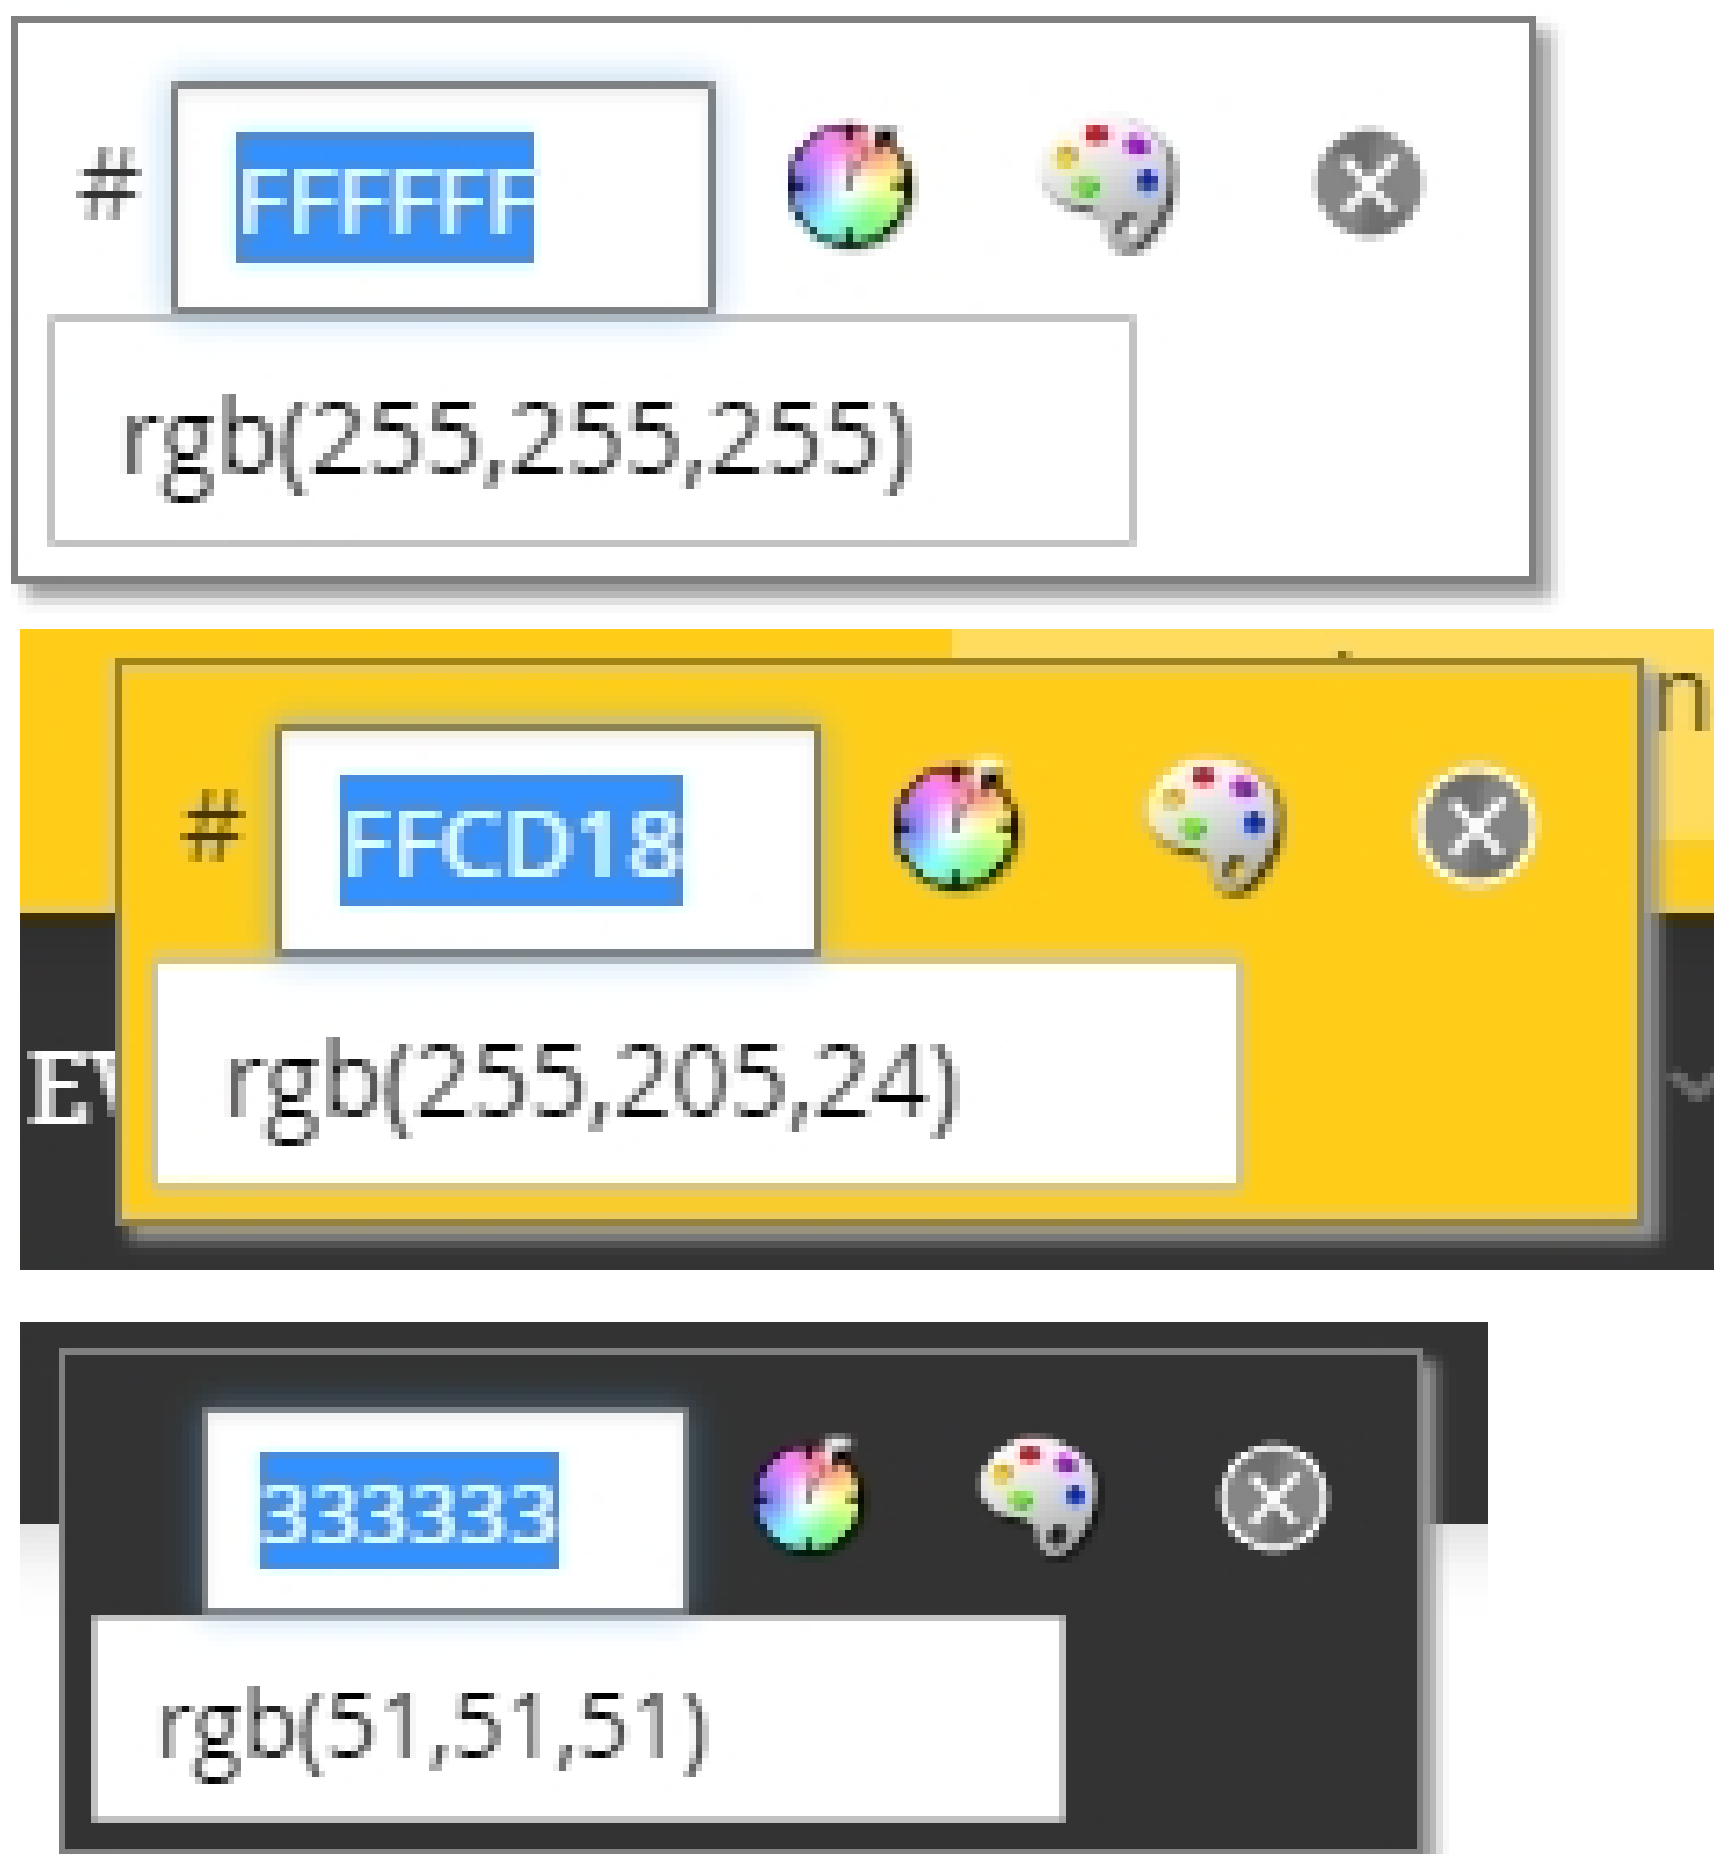 # FFFFFF
rgb(255,255,255)
n
# FFCD18
rgb(255,205,24)
333333
rgb(51,51,51)